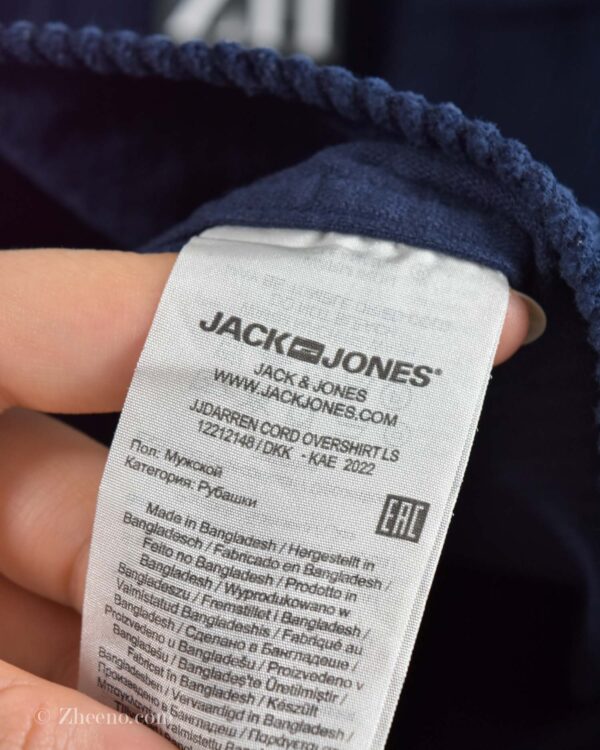 JACK JONES®
JACK & JONES
WWW.JACKJONES.COM
JJDARREN CORD OVERSHIRT LS
12212148 / DKK - KAE 2022
Пол: Мужской
Категория: Рубашки
EAC
Made in Bangladesh / Hergestellt in
Bangladesch / Fabricado en Bangladesh /
Feito no Bangladesh / Prodotto in
Bangladesh / Wyprodukowano w
Bangladeszu / Fremstillet i Bangladesh /
Valmistatud Bangladeshis / Fabriqué au
Bangladesh / Сделано в Бангладеше /
Proizvedeno u Bangladešu / Proizvedeno v
Bangladešu / Bangladeş'te Üretilmiştir /
Fabricat în Bangladesh / Készült
Bangladesben / Vervaardigd in Bangladesh /
Произведено в Бангладеш /
© Zheeno.com